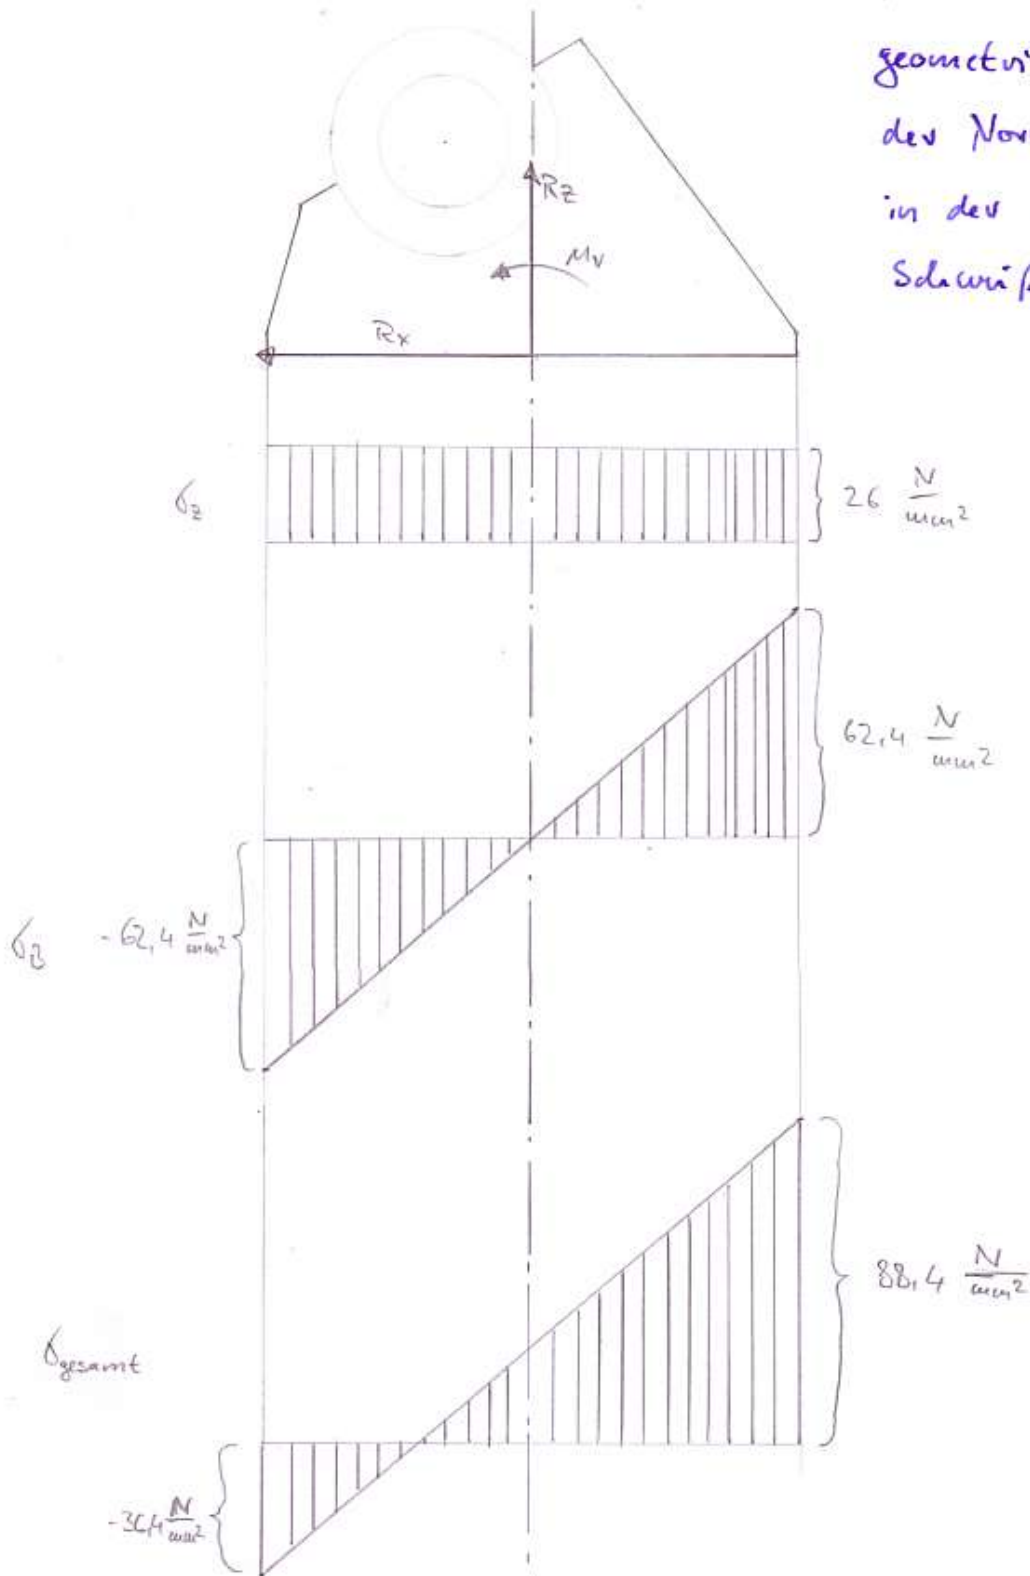 geometri
der Nor
in der
Schweiß
Rz
Mv
Rx
σz
26 N/mm²
62,4 N/mm²
σB
-62,4 N/mm²
88,4 N/mm²
σgesamt
-36,4 N/mm²